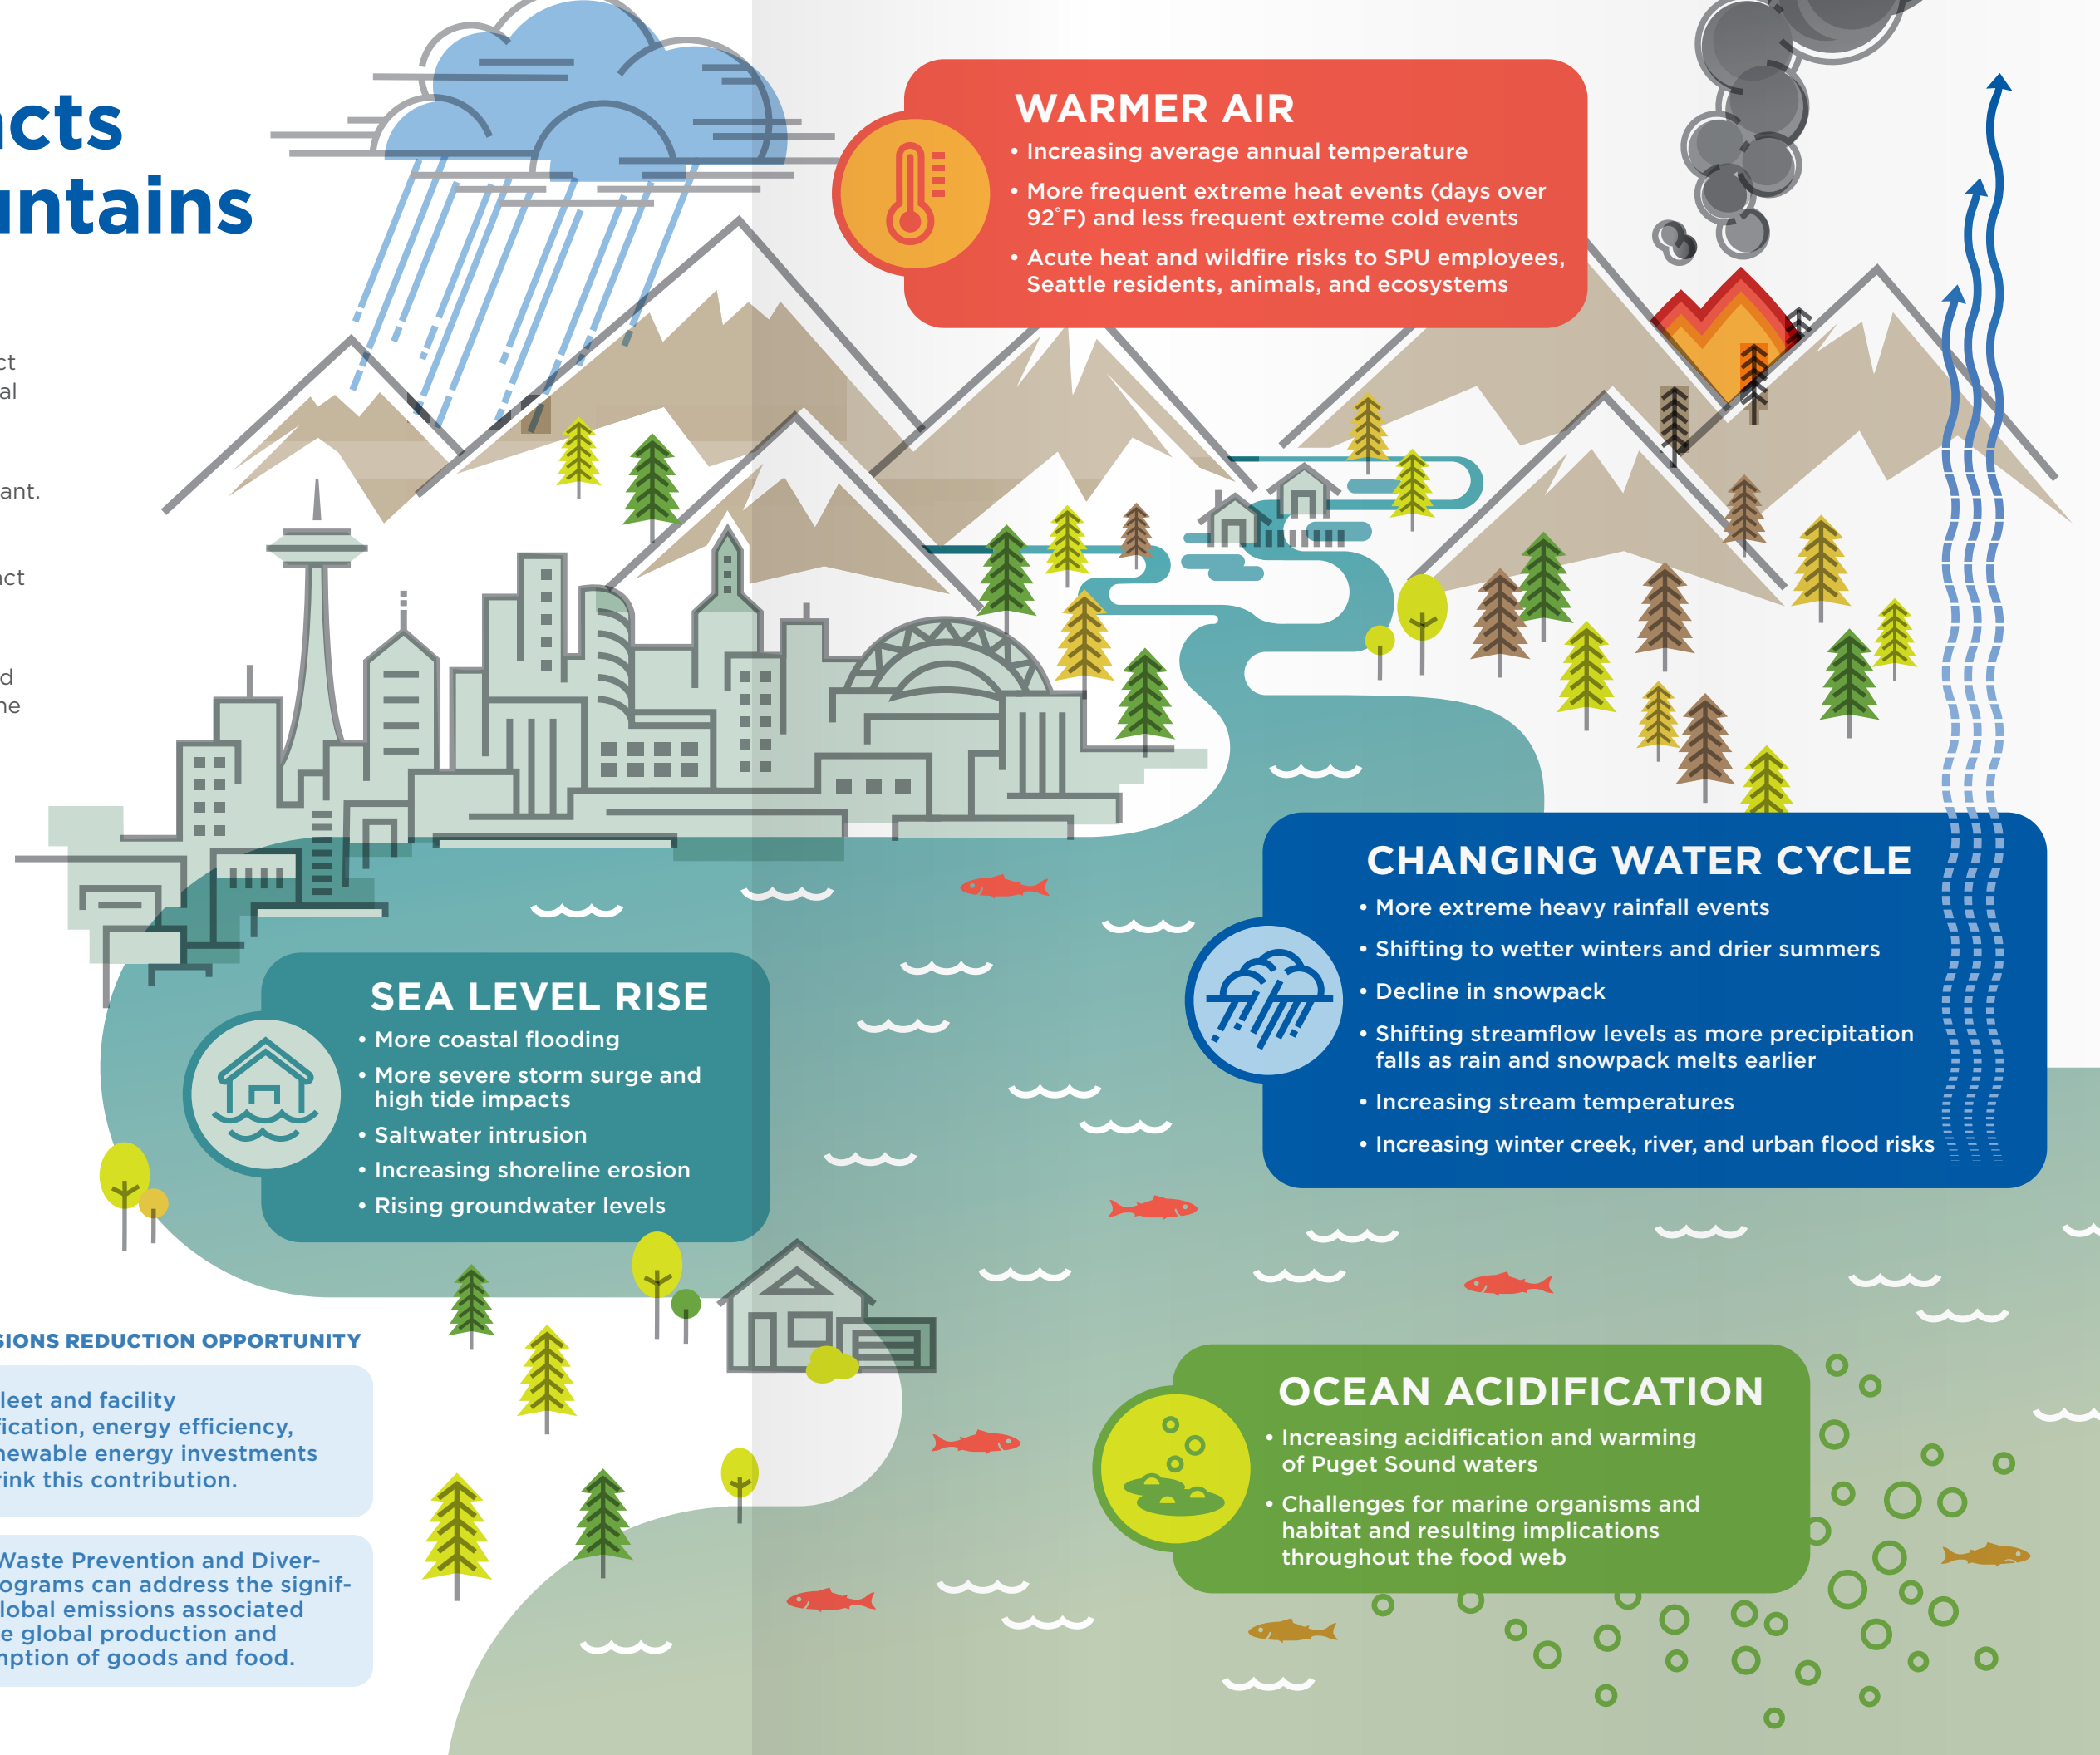 acts
untains
ct
al
ant.
act
d
ne
WARMER AIR
• Increasing average annual temperature
• More frequent extreme heat events (days over
92°F) and less frequent extreme cold events
• Acute heat and wildfire risks to SPU employees,
Seattle residents, animals, and ecosystems
CHANGING WATER CYCLE
• More extreme heavy rainfall events
• Shifting to wetter winters and drier summers
• Decline in snowpack
• Shifting streamflow levels as more precipitation
falls as rain and snowpack melts earlier
• Increasing stream temperatures
• Increasing winter creek, river, and urban flood risks
SEA LEVEL RISE
• More coastal flooding
• More severe storm surge and
high tide impacts
• Saltwater intrusion
• Increasing shoreline erosion
• Rising groundwater levels
SIONS REDUCTION OPPORTUNITY
leet and facility
fication, energy efficiency,
newable energy investments
rink this contribution.
Waste Prevention and Diver-
ograms can address the signif-
lobal emissions associated
e global production and
mption of goods and food.
OCEAN ACIDIFICATION
• Increasing acidification and warming
of Puget Sound waters
• Challenges for marine organisms and
habitat and resulting implications
throughout the food web